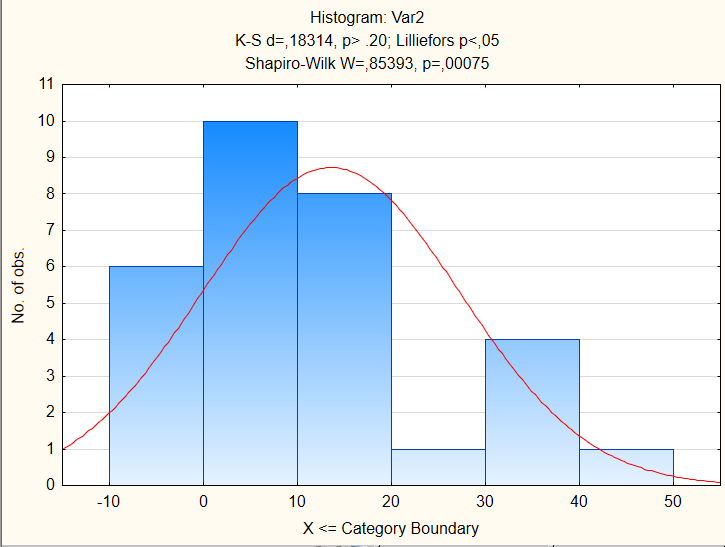 Histogram: Var2
K-S d=,18314, p> .20; Lilliefors p<,05
Shapiro-Wilk W=,85393, p=,00075
11
10
9
8
7
6
5
4
3
2
1
0
No. of obs.
-10 0 10 20 30 40 50
X <= Category Boundary